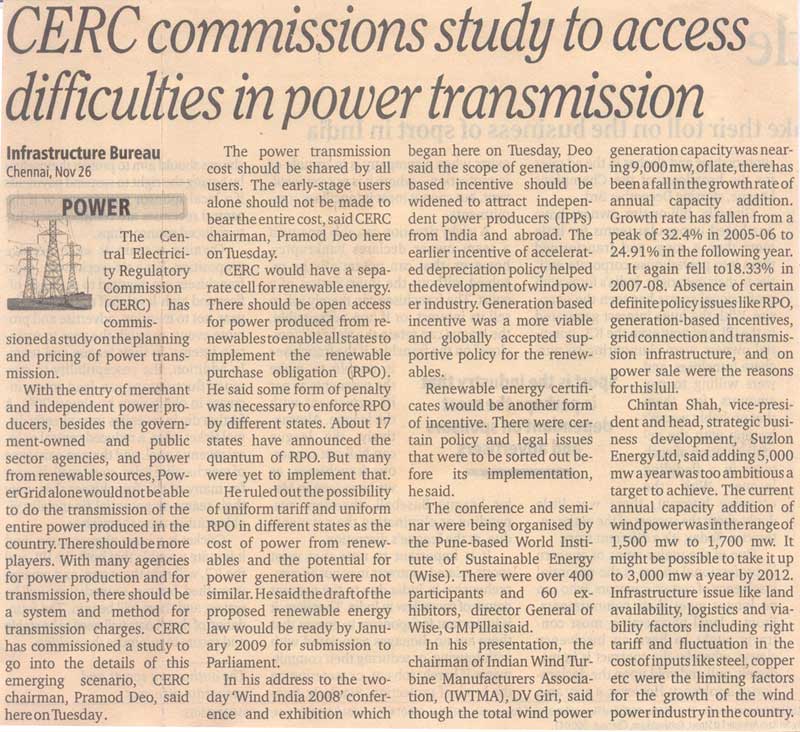 CERC commissions study to access
difficulties in power transmission
Infrastructure Bureau
Chennai, Nov 26
POWER
The Cen-
tral Electrici-
ty Regulatory
Commission
(CERC) has
commis-
sioned a study on the planning
and pricing of power trans-
mission.
With the entry of merchant
and independent power pro-
ducers, besides the govern-
ment-owned and public
sector agencies, and power
from renewable sources, Pow-
erGrid alone would not be able
to do the transmission of the
entire power produced in the
country. There should be more
players. With many agencies
for power production and for
transmission, there should be
a system and method for
transmission charges. CERC
has commissioned a study to
go into the details of this
emerging scenario, CERC
chairman, Pramod Deo, said
here on Tuesday.
The power transmission
cost should be shared by all
users. The early-stage users
alone should not be made to
bear the entire cost, said CERC
chairman, Pramod Deo here
on Tuesday.
CERC would have a sepa-
rate cell for renewable energy.
There should be open access
for power produced from re-
newables to enable all states to
implement the renewable
purchase obligation (RPO).
He said some form of penalty
was necessary to enforce RPO
by different states. About 17
states have announced the
quantum of RPO. But many
were yet to implement that.
He ruled out the possibility
of uniform tariff and uniform
RPO in different states as the
cost of power from renew-
ables and the potential for
power generation were not
similar. He said the draft of the
proposed renewable energy
law would be ready by Janu-
ary 2009 for submission to
Parliament.
In his address to the two-
day 'Wind India 2008' confer-
ence and exhibition which
began here on Tuesday, Deo
said the scope of generation-
based incentive should be
widened to attract indepen-
dent power producers (IPPs)
from India and abroad. The
earlier incentive of accelerat-
ed depreciation policy helped
the development of wind pow-
er industry. Generation based
incentive was a more viable
and globally accepted sup-
portive policy for the renew-
ables.
Renewable energy certifi-
cates would be another form
of incentive. There were cer-
tain policy and legal issues
that were to be sorted out be-
fore its implementation,
he said.
The conference and semi-
nar were being organised by
the Pune-based World Insti-
tute of Sustainable Energy
(Wise). There were over 400
participants and 60 ex-
hibitors, director General of
Wise, G M Pillai said.
In his presentation, the
chairman of Indian Wind Tur-
bine Manufacturers Associa-
tion, (IWTMA), DV Giri, said
though the total wind power
generation capacity was near-
ing 9,000 mw, of late, there has
been a fall in the growth rate of
annual capacity addition.
Growth rate has fallen from a
peak of 32.4% in 2005-06 to
24.91% in the following year.
It again fell to 18.33% in
2007-08. Absence of certain
definite policy issues like RPO,
generation-based incentives,
grid connection and transmis-
sion infrastructure, and on
power sale were the reasons
for this lull.
Chintan Shah, vice-presi-
dent and head, strategic busi-
ness development, Suzlon
Energy Ltd, said adding 5,000
mw a year was too ambitious a
target to achieve. The current
annual capacity addition of
wind power was in the range of
1,500 mw to 1,700 mw. It
might be possible to take it up
to 3,000 mw a year by 2012.
Infrastructure issue like land
availability, logistics and via-
bility factors including right
tariff and fluctuation in the
cost of inputs like steel, copper
etc were the limiting factors
for the growth of the wind
power industry in the country.